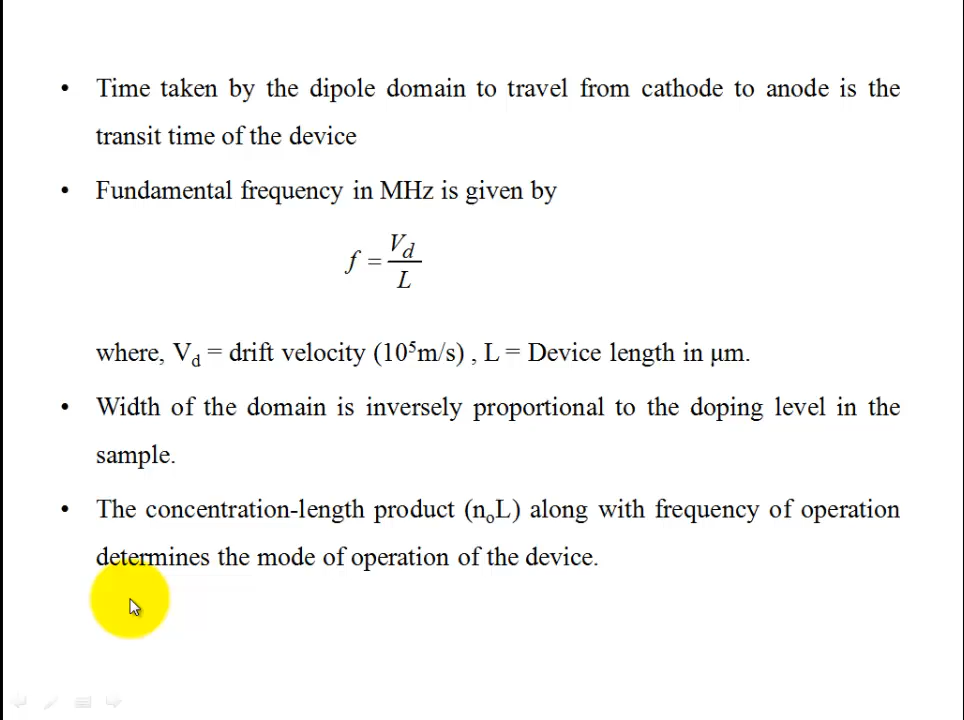 • Time taken by the dipole domain to travel from cathode to anode is the
transit time of the device
• Fundamental frequency in MHz is given by
f = V_d / L
where, V_d = drift velocity (10⁵m/s) , L = Device length in μm.
• Width of the domain is inversely proportional to the doping level in the
sample.
• The concentration-length product (n_oL) along with frequency of operation
determines the mode of operation of the device.